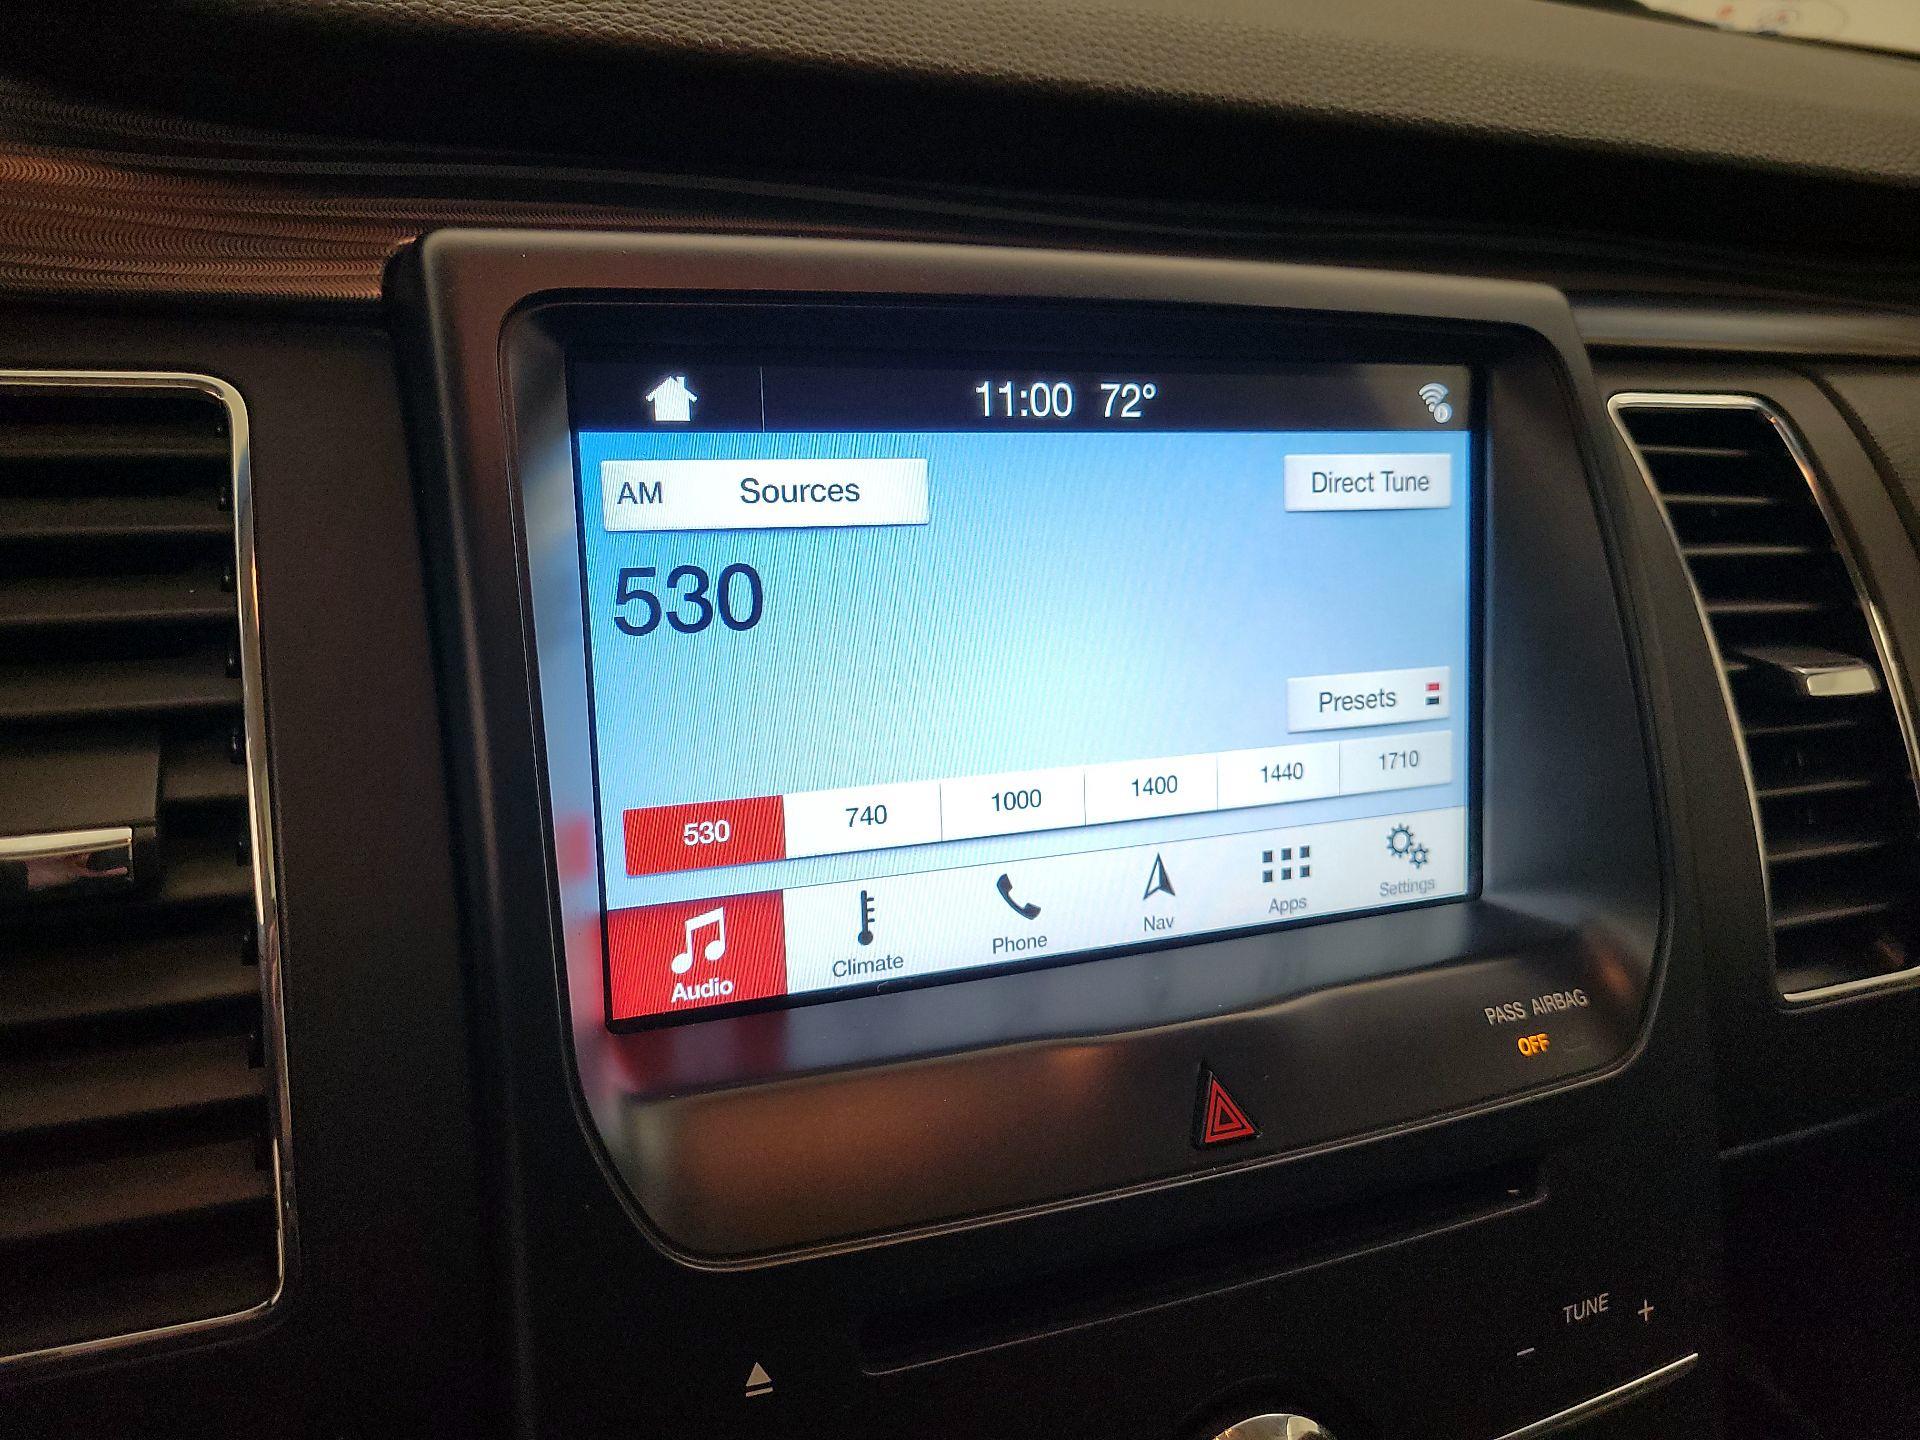 11:00 72°
AM Sources
Direct Tune
530
Presets
530 740 1000 1400 1440 1710
Audio Climate Phone Nav Apps Settings
PASS AIRBAG
OFF
TUNE +
−